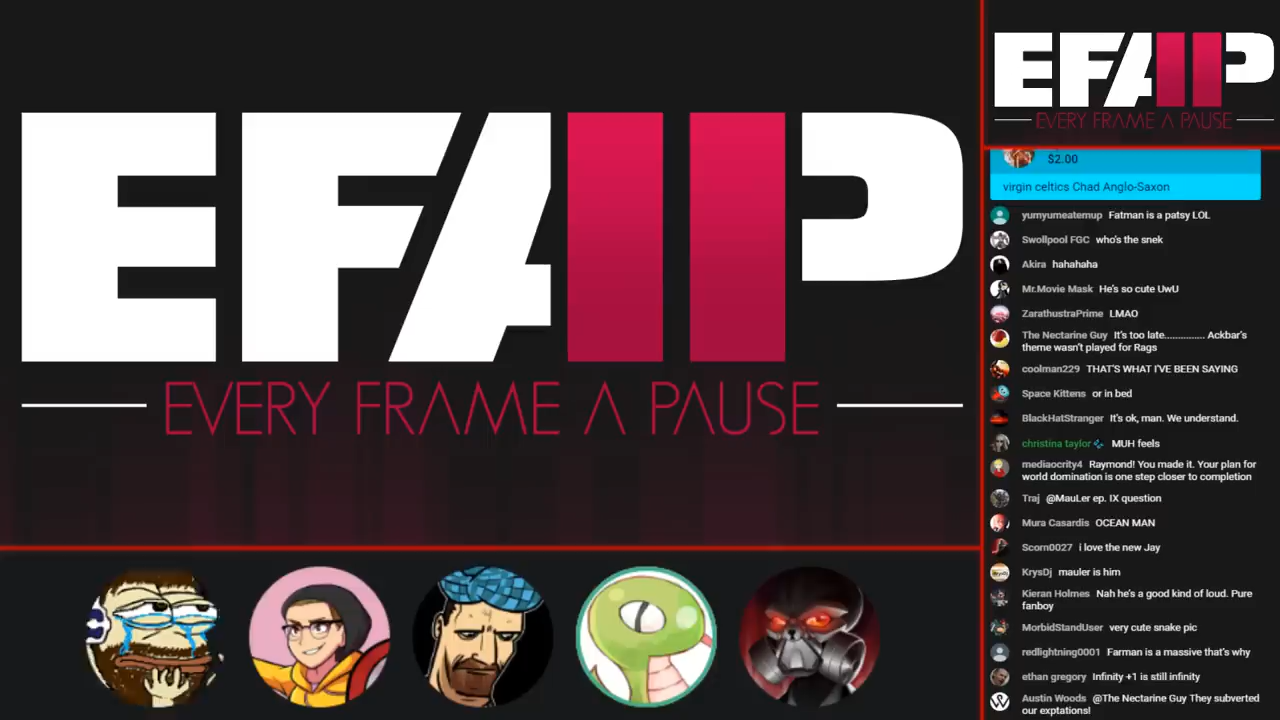 EFAP
EVERY FRAME A PAUSE
EFAP
EVERY FRAME A PAUSE
$2.00
virgin celtics Chad Anglo-Saxon
yumyumeatemup Fatman is a patsy LOL
Swollpool FGC who's the snek
Akira hahahaha
Mr.Movie Mask He's so cute UwU
ZarathustraPrime LMAO
The Nectarine Guy It's too late............... Ackbar's
theme wasn't played for Rags
coolman229 THAT'S WHAT I'VE BEEN SAYING
Space Kittens or in bed
BlackHatStranger It's ok, man. We understand.
christina taylor MUH feels
mediaocrity4 Raymond! You made it. Your plan for
world domination is one step closer to completion
Traj @MauLer ep. IX question
Mura Casardis OCEAN MAN
Scorn0027 i love the new Jay
KrysDj mauler is him
Kieran Holmes Nah he's a good kind of loud. Pure
fanboy
MorbidStandUser very cute snake pic
redlightning0001 Farman is a massive that's why
ethan gregory Infinity +1 is still infinity
Austin Woods @The Nectarine Guy They subverted
our exptations!